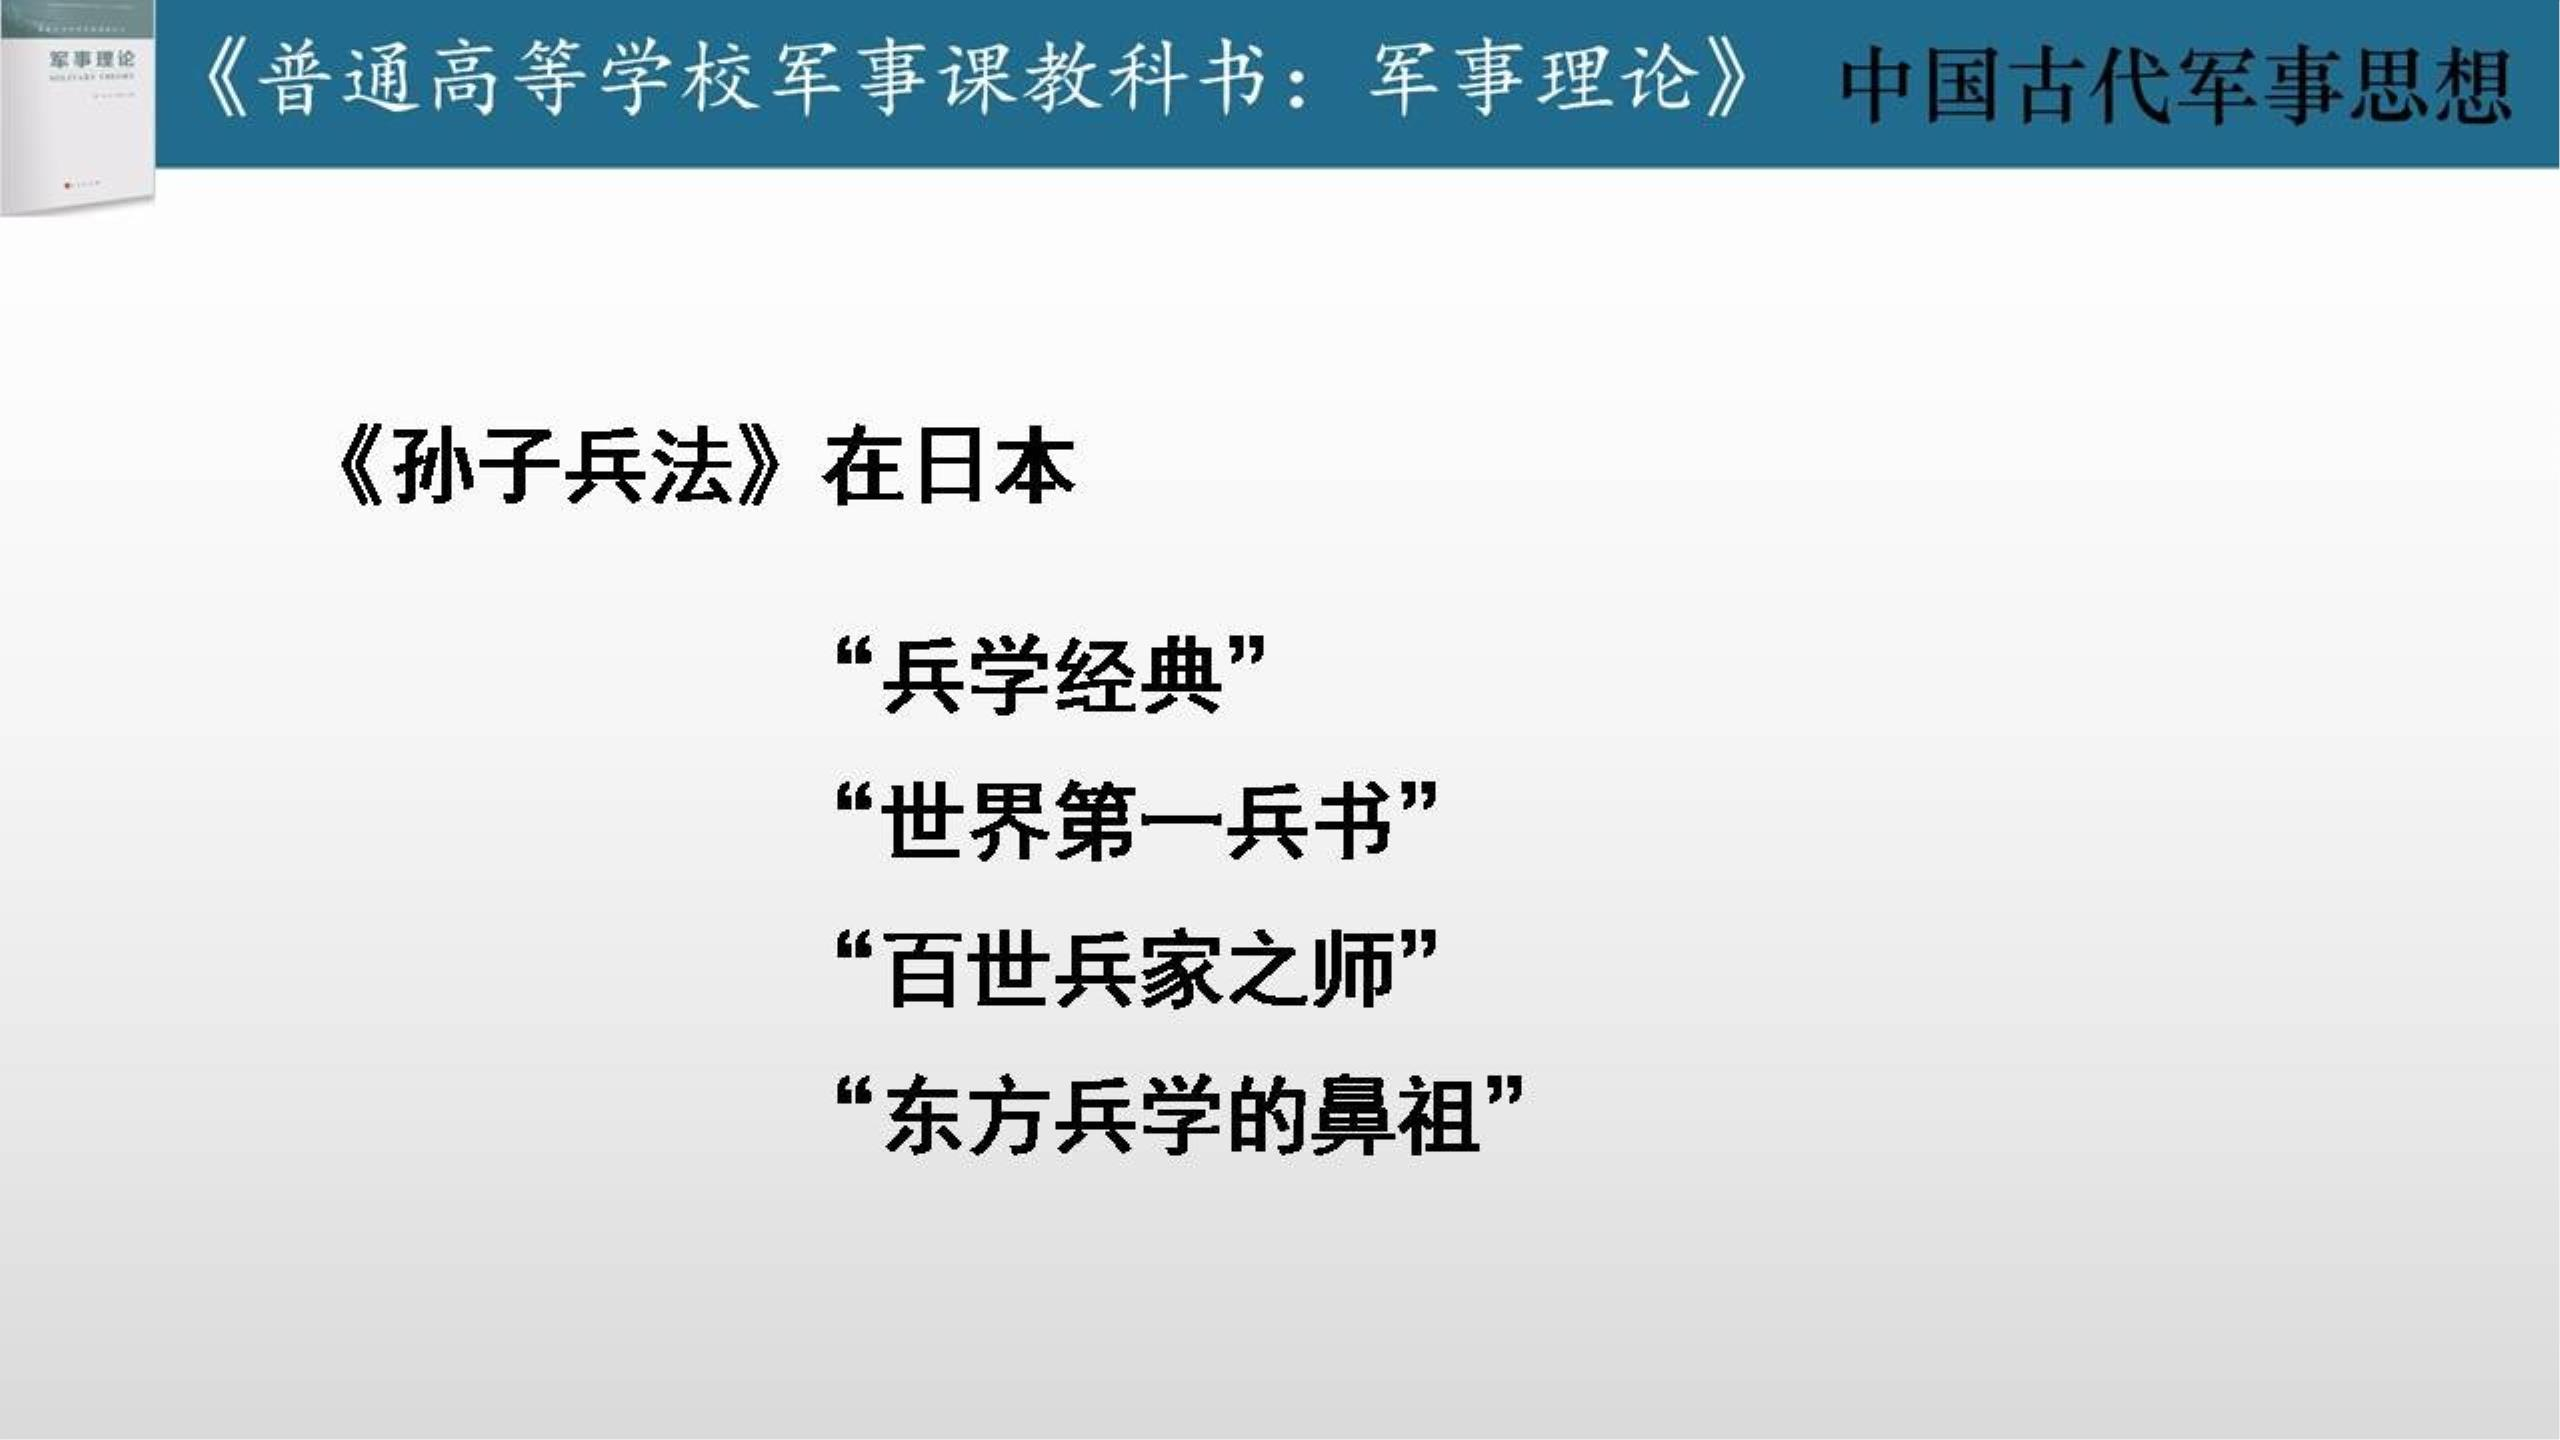 军事理论
MILITARY THEORY
《普通高等学校军事课教科书：军事理论》 中国古代军事思想
《孙子兵法》在日本
“兵学经典”
“世界第一兵书”
“百世兵家之师”
“东方兵学的鼻祖”